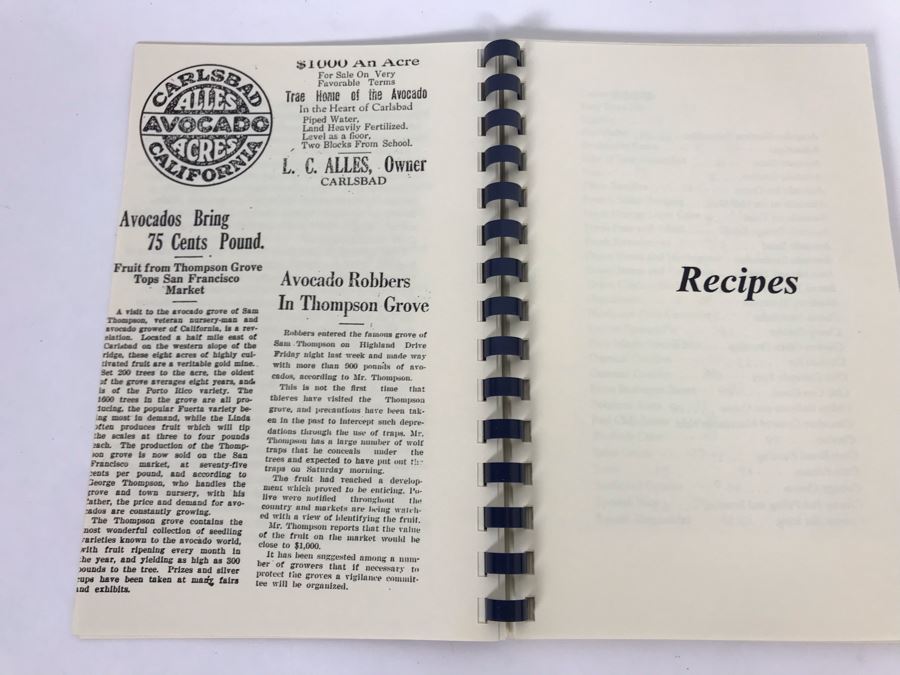 CARLSBAD
ALLES
AVOCADO
ACRES
CALIFORNIA
$1000 An Acre
For Sale On Very
Favorable Terms
Trae Home of the Avocado
In the Heart of Carlsbad
Piped Water,
Land Heavily Fertilized.
Level as a floor,
Two Blocks From School.
L. C. ALLES, Owner
CARLSBAD
Avocados Bring
75 Cents Pound.
Fruit from Thompson Grove
Tops San Francisco
Market
A visit to the avocado grove of Sam
Thompson, veteran nursery-man and
avocado grower of California, is a rev-
elation. Located a half mile east of
Carlsbad on the western slope of the
ridge, these eight acres of highly cul-
tivated fruit are a veritable gold mine.
Set 200 trees to the acre, the oldest
of the grove averages eight years, and
is of the Porto Rico variety. The
1600 trees in the grove are all pro-
ducing, the popular Fuerta variety be-
ing most in demand, while the Linda
often produces fruit which will tip
the scales at three to four pounds
each. The production of the Thomp-
son grove is now sold on the San
Francisco market, at seventy-five
cents per pound, and according to
George Thompson, who handles the
grove and town nursery, with his
father, the price and demand for avo-
cados are constantly growing.
The Thompson grove contains the
most wonderful collection of seedling
varieties known to the avocado world,
with fruit ripening every month in
the year, and yielding as high as 300
pounds to the tree. Prizes and silver
cups have been taken at many fairs
and exhibits.
Avocado Robbers
In Thompson Grove
Robbers entered the famous grove of
Sam Thompson on Highland Drive
Friday night last week and made way
with more than 900 pounds of avo-
cados, according to Mr. Thompson.
This is not the first time that
thieves have visited the Thompson
grove, and precautions have been tak-
en in the past to intercept such depre-
dations through the use of traps. Mr.
Thompson has a large number of wolf
traps that he conceals under the
trees and expected to have put out the
traps on Saturday morning.
The fruit had reached a develop-
ment which proved to be enticing. Po-
live were notified throughout the
country and markets are being watch-
ed with a view of identifying the fruit.
Mr. Thompson reports that the value
of the fruit on the market would be
close to $1,000.
It has been suggested among a num-
ber of growers that if necessary to
protect the groves a vigilance commit-
tee will be organized.
Recipes